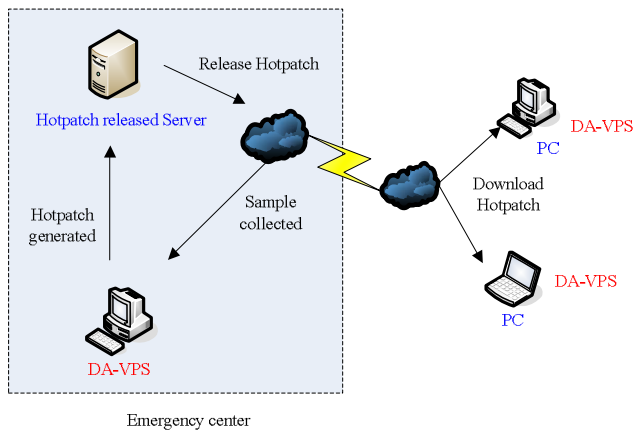 Release Hotpatch
Hotpatch released Server
Hotpatch
generated
Sample
collected
DA-VPS
Emergency center
DA-VPS
PC
Download
Hotpatch
DA-VPS
PC